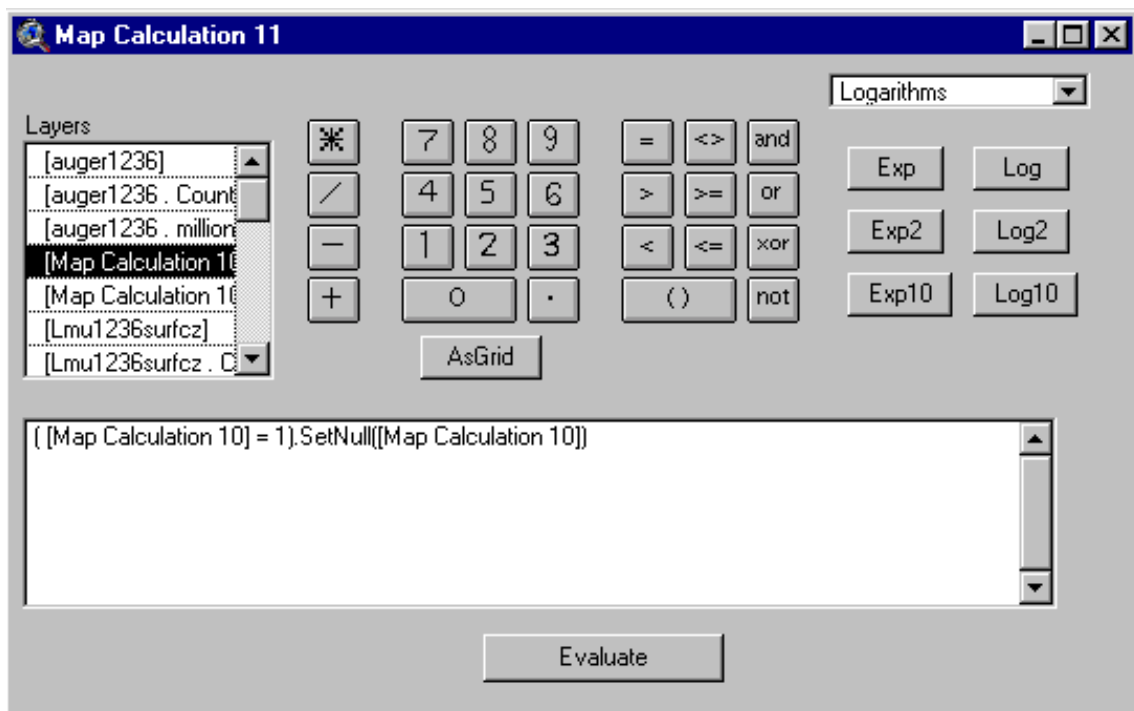 Map Calculation 11
Logarithms
Layers
[auger1236]
[auger1236 . Count
[auger1236 . million
[Map Calculation 10
[Map Calculation 10
[Lmu1236surfcz]
[Lmu1236surfcz . C
* 7 8 9 = <> and
/ 4 5 6 > >= or
− 1 2 3 < <= xor
+ 0 . () not
AsGrid
Exp Log
Exp2 Log2
Exp10 Log10
( [Map Calculation 10] = 1).SetNull([Map Calculation 10])
Evaluate